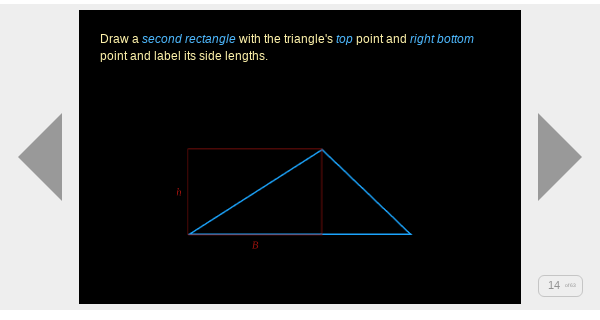 Draw a second rectangle with the triangle's top point and right bottom
point and label its side lengths.
h
B
14